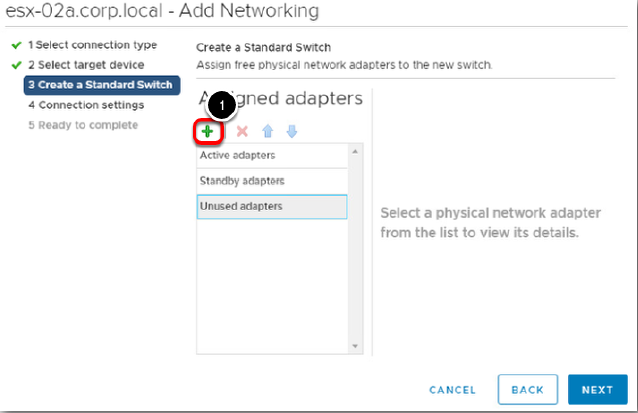 esx-02a.corp.local - Add Networking
1 Select connection type
2 Select target device
3 Create a Standard Switch
4 Connection settings
5 Ready to complete
Create a Standard Switch
Assign free physical network adapters to the new switch.
adapters
1
Active adapters
Standby adapters
Unused adapters
Select a physical network adapter
from the list to view its details.
CANCEL
BACK
NEXT